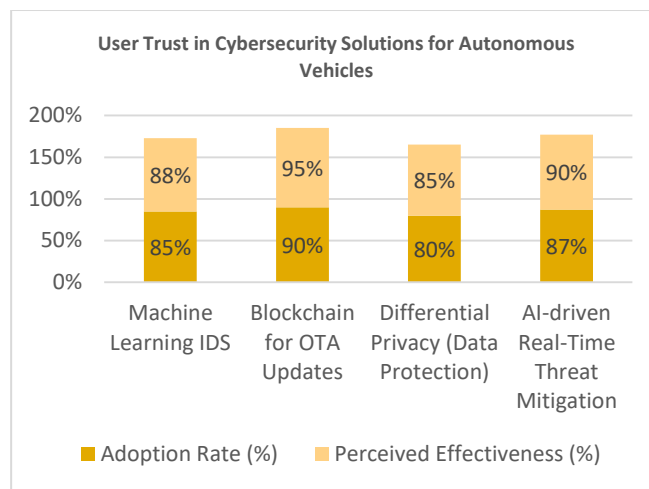 User Trust in Cybersecurity Solutions for Autonomous
Vehicles
200%
150%
100%
50%
0%
88%
95%
85%
90%
85%
90%
80%
87%
Machine
Learning IDS
Blockchain
for OTA
Updates
Differential
Privacy (Data
Protection)
AI-driven
Real-Time
Threat
Mitigation
Adoption Rate (%)
Perceived Effectiveness (%)